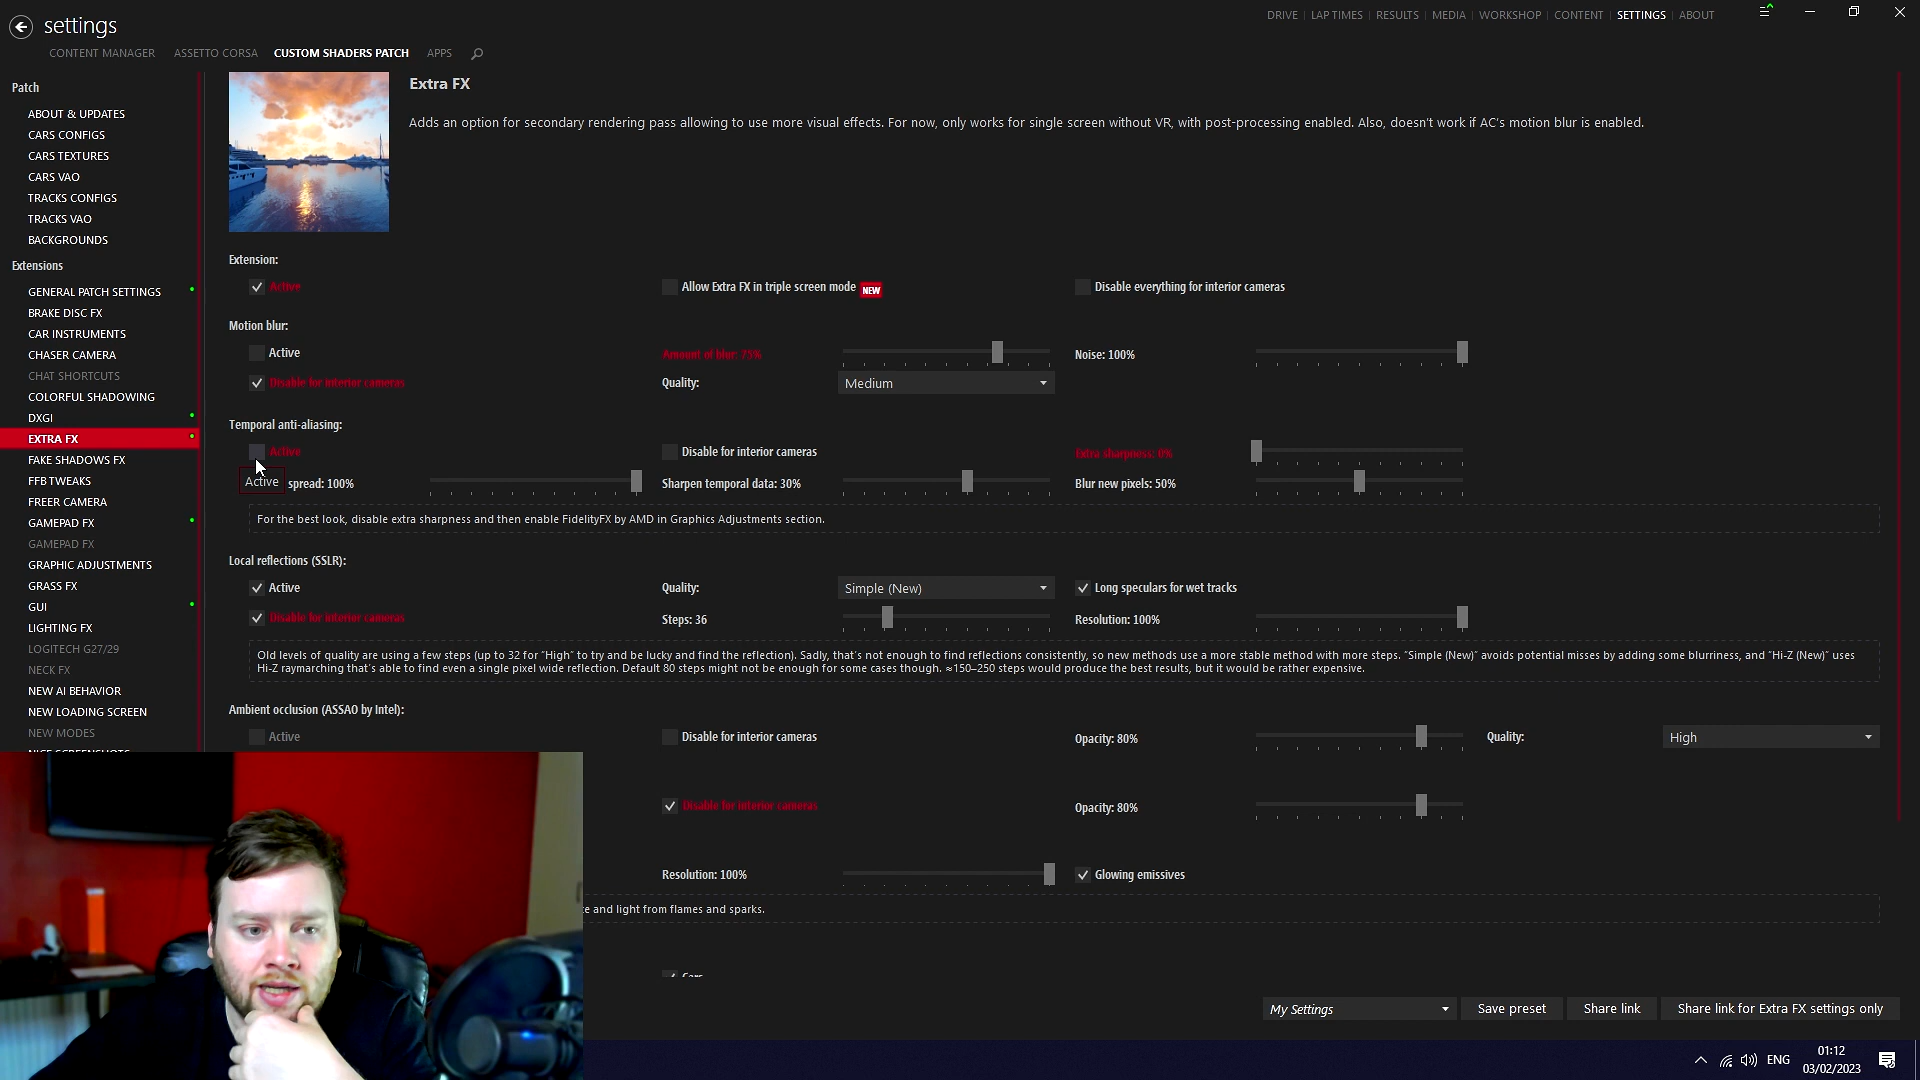 settings
DRIVE LAP TIMES RESULTS MEDIA WORKSHOP CONTENT SETTINGS ABOUT
CONTENT MANAGER ASSETTO CORSA CUSTOM SHADERS PATCH APPS
Patch
ABOUT & UPDATES
CARS CONFIGS
CARS TEXTURES
CARS VAO
TRACKS CONFIGS
TRACKS VAO
BACKGROUNDS
Extensions
GENERAL PATCH SETTINGS
BRAKE DISC FX
CAR INSTRUMENTS
CHASER CAMERA
CHAT SHORTCUTS
COLORFUL SHADOWING
DXGI
EXTRA FX
FAKE SHADOWS FX
FFB TWEAKS
FREER CAMERA
GAMEPAD FX
GAMEPAD FX
GRAPHIC ADJUSTMENTS
GRASS FX
GUI
LIGHTING FX
LOGITECH G27/29
NECK FX
NEW AI BEHAVIOR
NEW LOADING SCREEN
NEW MODES
Extra FX
Adds an option for secondary rendering pass allowing to use more visual effects. For now, only works for single screen without VR, with post-processing enabled. Also, doesn't work if AC's motion blur is enabled.
Extension:
Active Allow Extra FX in triple screen mode NEW Disable everything for interior cameras
Motion blur:
Active Amount of blur: 75% Noise: 100%
Disable for interior cameras Quality: Medium
Temporal anti-aliasing:
Active Disable for interior cameras Extra sharpness: 0%
Active spread: 100% Sharpen temporal data: 30% Blur new pixels: 50%
For the best look, disable extra sharpness and then enable FidelityFX by AMD in Graphics Adjustments section.
Local reflections (SSLR):
Active Quality: Simple (New) Long speculars for wet tracks
Disable for interior cameras Steps: 36 Resolution: 100%
Old levels of quality are using a few steps (up to 32 for “High” to try and be lucky and find the reflection). Sadly, that's not enough to find reflections consistently, so new methods use a more stable method with more steps. “Simple (New)” avoids potential misses by adding some blurriness, and “Hi-Z (New)” uses
Hi-Z raymarching that's able to find even a single pixel wide reflection. Default 80 steps might not be enough for some cases though. ≈150–250 steps would produce the best results, but it would be rather expensive.
Ambient occlusion (ASSAO by Intel):
Active Disable for interior cameras Opacity: 80% Quality: High
Disable for interior cameras Opacity: 80%
Resolution: 100% Glowing emissives
and light from flames and sparks.
My Settings Save preset Share link Share link for Extra FX settings only
ENG 01:12
03/02/2023